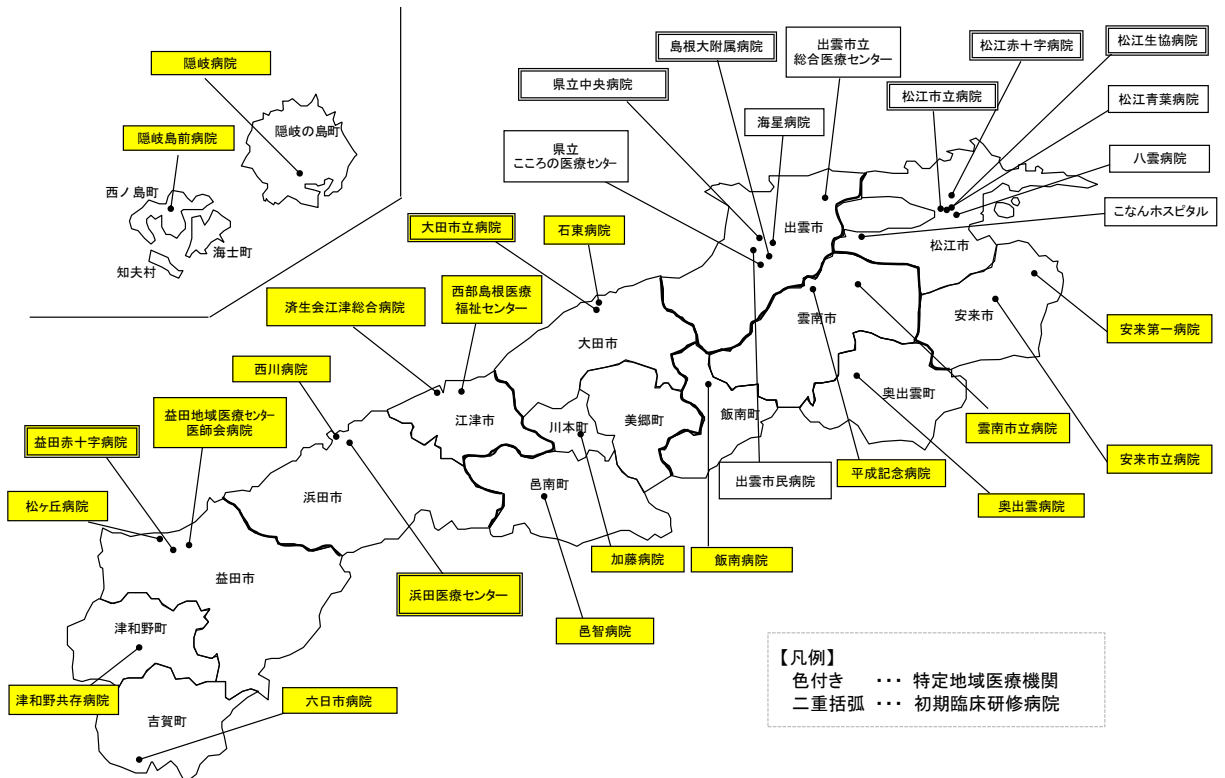 隠岐病院
隠岐島前病院
隠岐の島町
西ノ島町
海士町
知夫村
島根大附属病院
出雲市立
総合医療センター
松江赤十字病院
松江生協病院
県立中央病院
松江市立病院
松江青葉病院
海星病院
県立
こころの医療センター
八雲病院
こなんホスピタル
出雲市
松江市
大田市立病院
石東病院
済生会江津総合病院
西部島根医療
福祉センター
雲南市
安来市
安来第一病院
大田市
西川病院
奥出雲町
益田地域医療センター
医師会病院
江津市
川本町
美郷町
飯南町
雲南市立病院
益田赤十字病院
安来市立病院
平成記念病院
出雲市民病院
浜田市
邑南町
奥出雲病院
松ヶ丘病院
加藤病院
飯南病院
益田市
浜田医療センター
津和野町
邑智病院
津和野共存病院
六日市病院
吉賀町
【凡例】
色付き ・・・ 特定地域医療機関
二重括弧 ・・・ 初期臨床研修病院